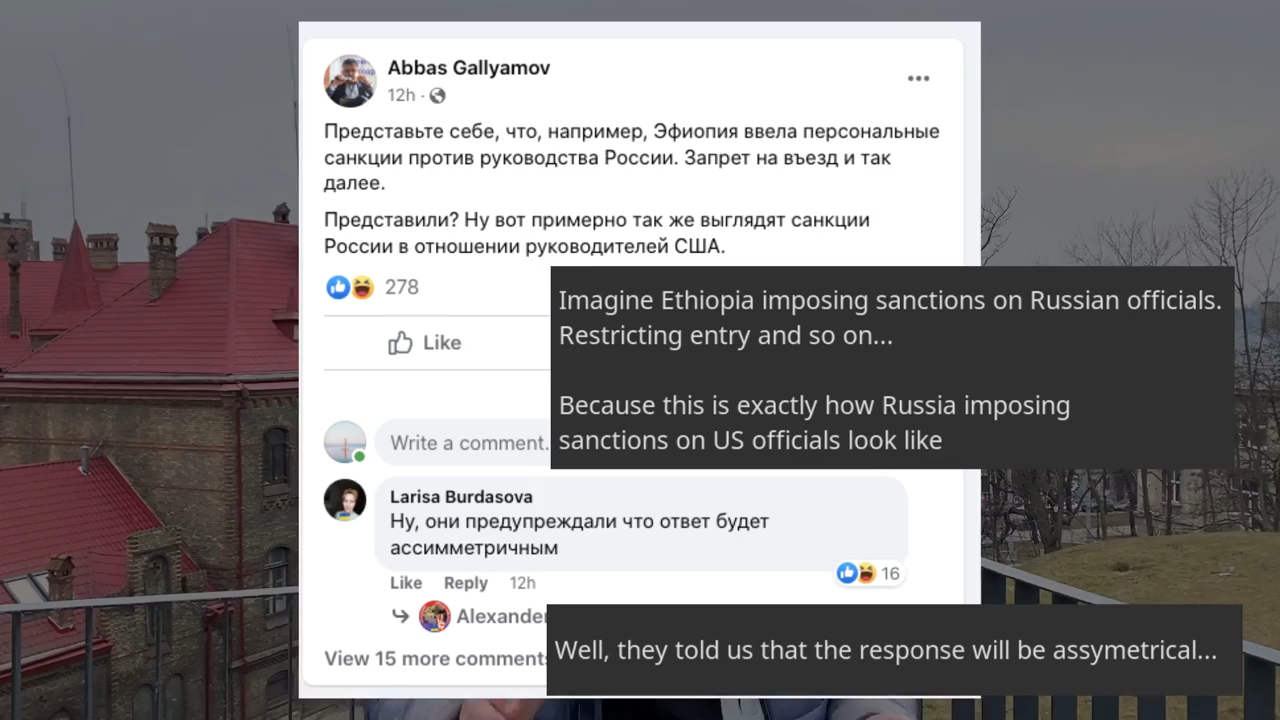 Abbas Gallyamov
12h
Представьте себе, что, например, Эфиопия ввела персональные
санкции против руководства России. Запрет на въезд и так
далее.
Представили? Ну вот примерно так же выглядят санкции
России в отношении руководителей США.
278
Like
Imagine Ethiopia imposing sanctions on Russian officials.
Restricting entry and so on...
Because this is exactly how Russia imposing
sanctions on US officials look like
Write a comment.
Larisa Burdasova
Ну, они предупреждали что ответ будет
ассимметричным
16
Like Reply 12h
Alexander
View 15 more comments
Well, they told us that the response will be assymetrical...